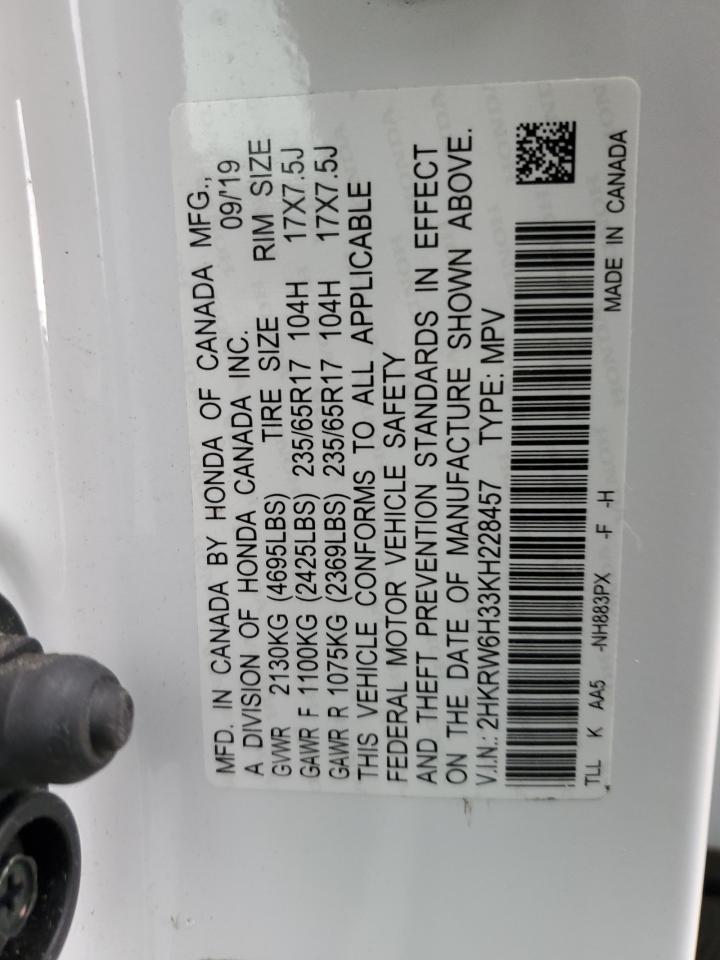 MFD. IN CANADA BY HONDA OF CANADA MFG.,
A DIVISION OF HONDA CANADA INC. 09/'19
GVWR 2130KG (4695LBS) TIRE SIZE RIM SIZE
GAWR F 1100KG (2425LBS) 235/65R17 104H 17X7.5J
GAWR R 1075KG (2369LBS) 235/65R17 104H 17X7.5J
THIS VEHICLE CONFORMS TO ALL APPLICABLE
FEDERAL MOTOR VEHICLE SAFETY
AND THEFT PREVENTION STANDARDS IN EFFECT
ON THE DATE OF MANUFACTURE SHOWN ABOVE.
V.I.N.: 2HKRW6H33KH228457 TYPE: MPV
TLL K AA5 -NH883PX -F -H
MADE IN CANADA